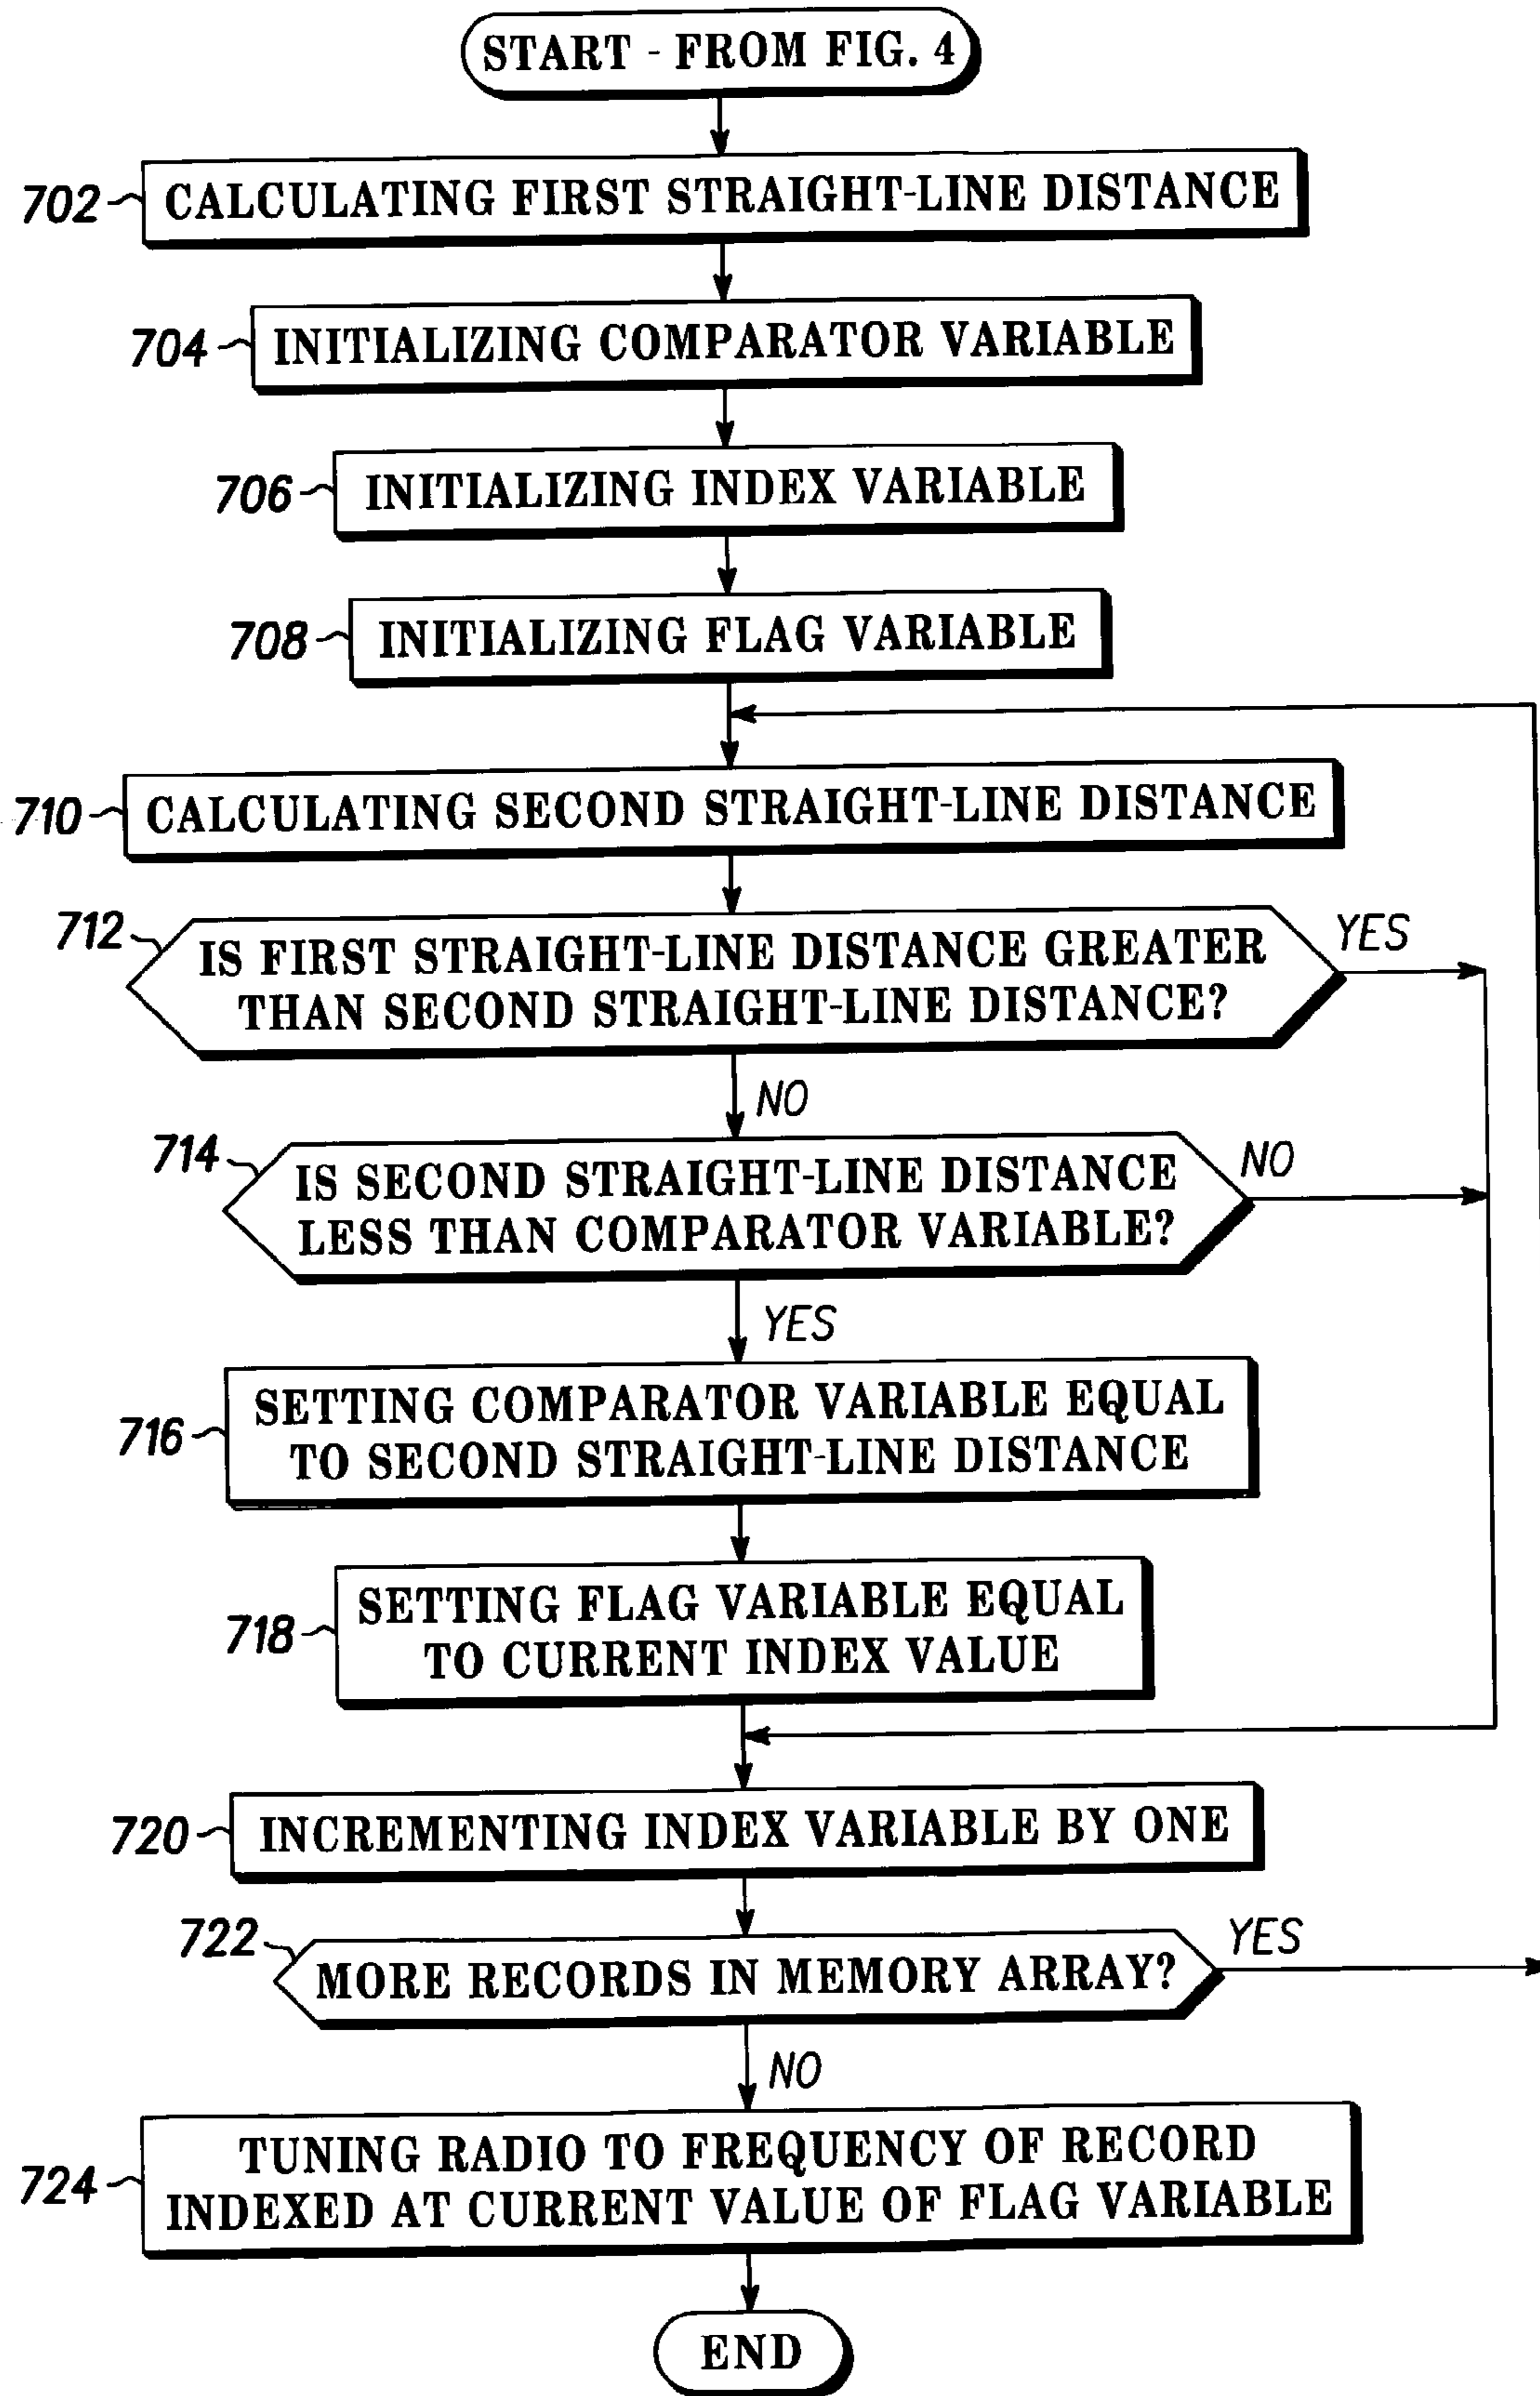 START - FROM FIG. 4
702
CALCULATING FIRST STRAIGHT-LINE DISTANCE
704
INITIALIZING COMPARATOR VARIABLE
706
INITIALIZING INDEX VARIABLE
708
INITIALIZING FLAG VARIABLE
710
CALCULATING SECOND STRAIGHT-LINE DISTANCE
712
IS FIRST STRAIGHT-LINE DISTANCE GREATER
THAN SECOND STRAIGHT-LINE DISTANCE?
YES
NO
714
IS SECOND STRAIGHT-LINE DISTANCE
LESS THAN COMPARATOR VARIABLE?
NO
YES
716
SETTING COMPARATOR VARIABLE EQUAL
TO SECOND STRAIGHT-LINE DISTANCE
718
SETTING FLAG VARIABLE EQUAL
TO CURRENT INDEX VALUE
720
INCREMENTING INDEX VARIABLE BY ONE
722
MORE RECORDS IN MEMORY ARRAY?
YES
NO
724
TUNING RADIO TO FREQUENCY OF RECORD
INDEXED AT CURRENT VALUE OF FLAG VARIABLE
END